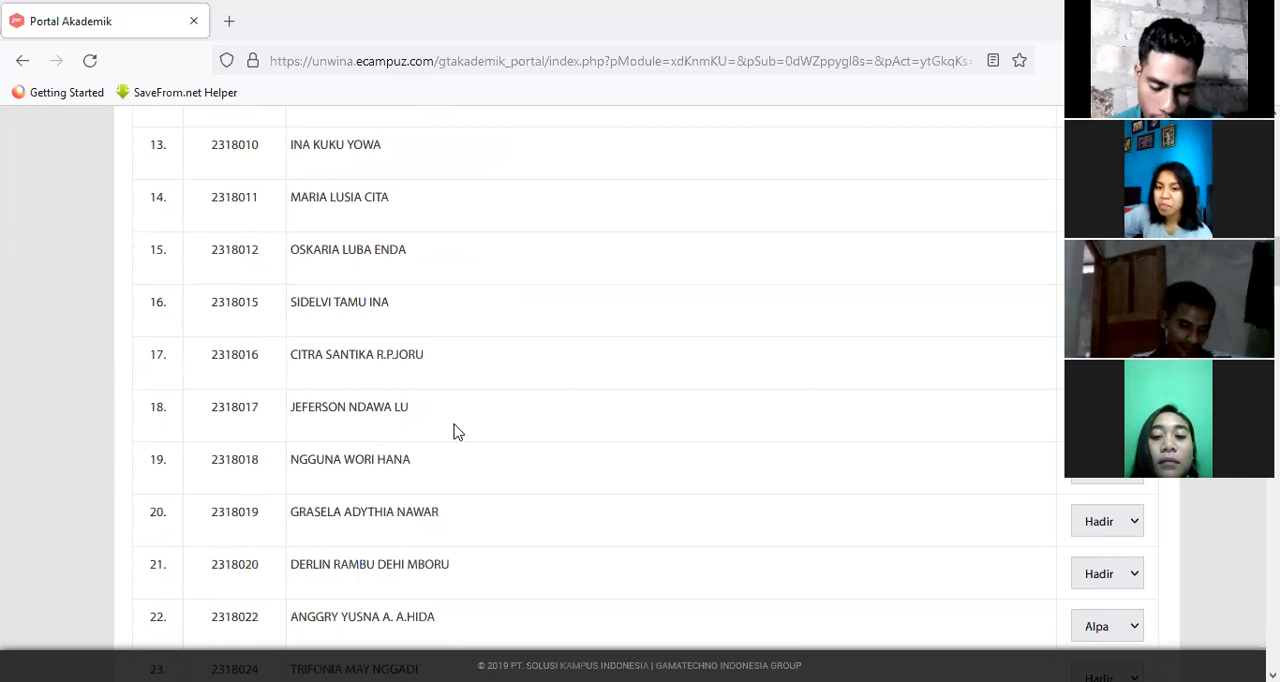 Portal Akademik
https://unwina.ecampuz.com/gtakademik_portal/index.php?pModule=xdKnmKU=&pSub=0dWZppygl8s=&pAct=ytGkqKs=
Getting Started SaveFrom.net Helper
13. 2318010 INA KUKU YOWA
14. 2318011 MARIA LUSIA CITA
15. 2318012 OSKARIA LUBA ENDA
16. 2318015 SIDELVI TAMU INA
17. 2318016 CITRA SANTIKA R.P.JORU
18. 2318017 JEFERSON NDAWA LU
19. 2318018 NGGUNA WORI HANA
20. 2318019 GRASELA ADYTHIA NAWAR Hadir
21. 2318020 DERLIN RAMBU DEHI MBORU Hadir
22. 2318022 ANGGRY YUSNA A. A.HIDA Alpa
23. 2318024 TRIFONIA MAY NGGADI Hadir
© 2019 PT. SOLUSI KAMPUS INDONESIA | GAMATECHNO INDONESIA GROUP